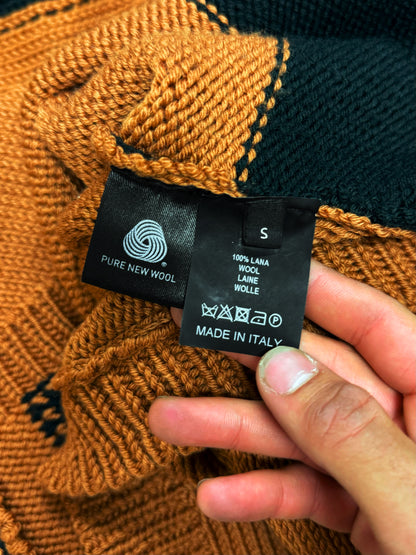 PURE NEW WOOL
S
100% LANA
WOOL
LAINE
WOLLE
P
MADE IN ITALY